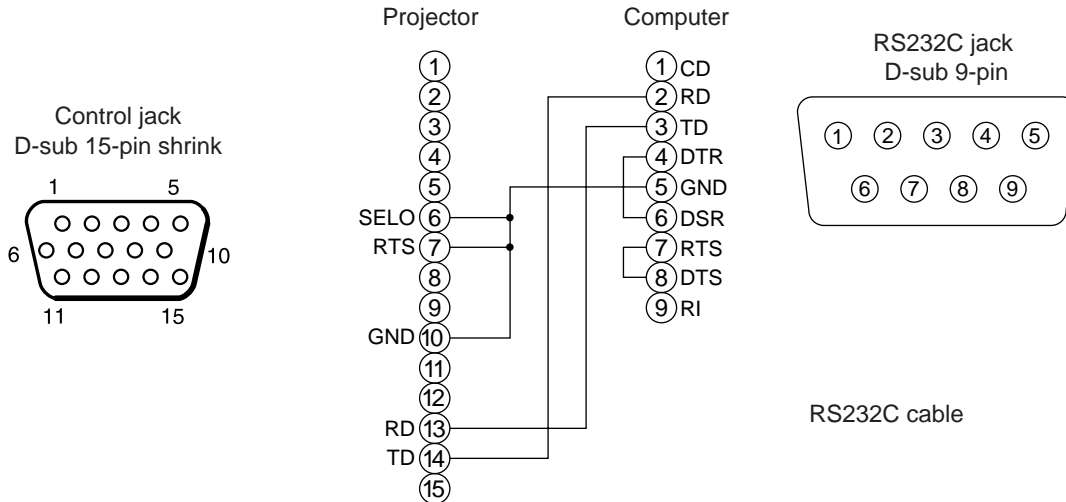 Projector
Computer
Control jack
D-sub 15-pin shrink
1 5
6 10
11 15
1
2
3
4
5
SELO 6
RTS 7
8
9
GND 10
11
12
RD 13
TD 14
15
1 CD
2 RD
3 TD
4 DTR
5 GND
6 DSR
7 RTS
8 DTS
9 RI
RS232C jack
D-sub 9-pin
1 2 3 4 5
6 7 8 9
RS232C cable